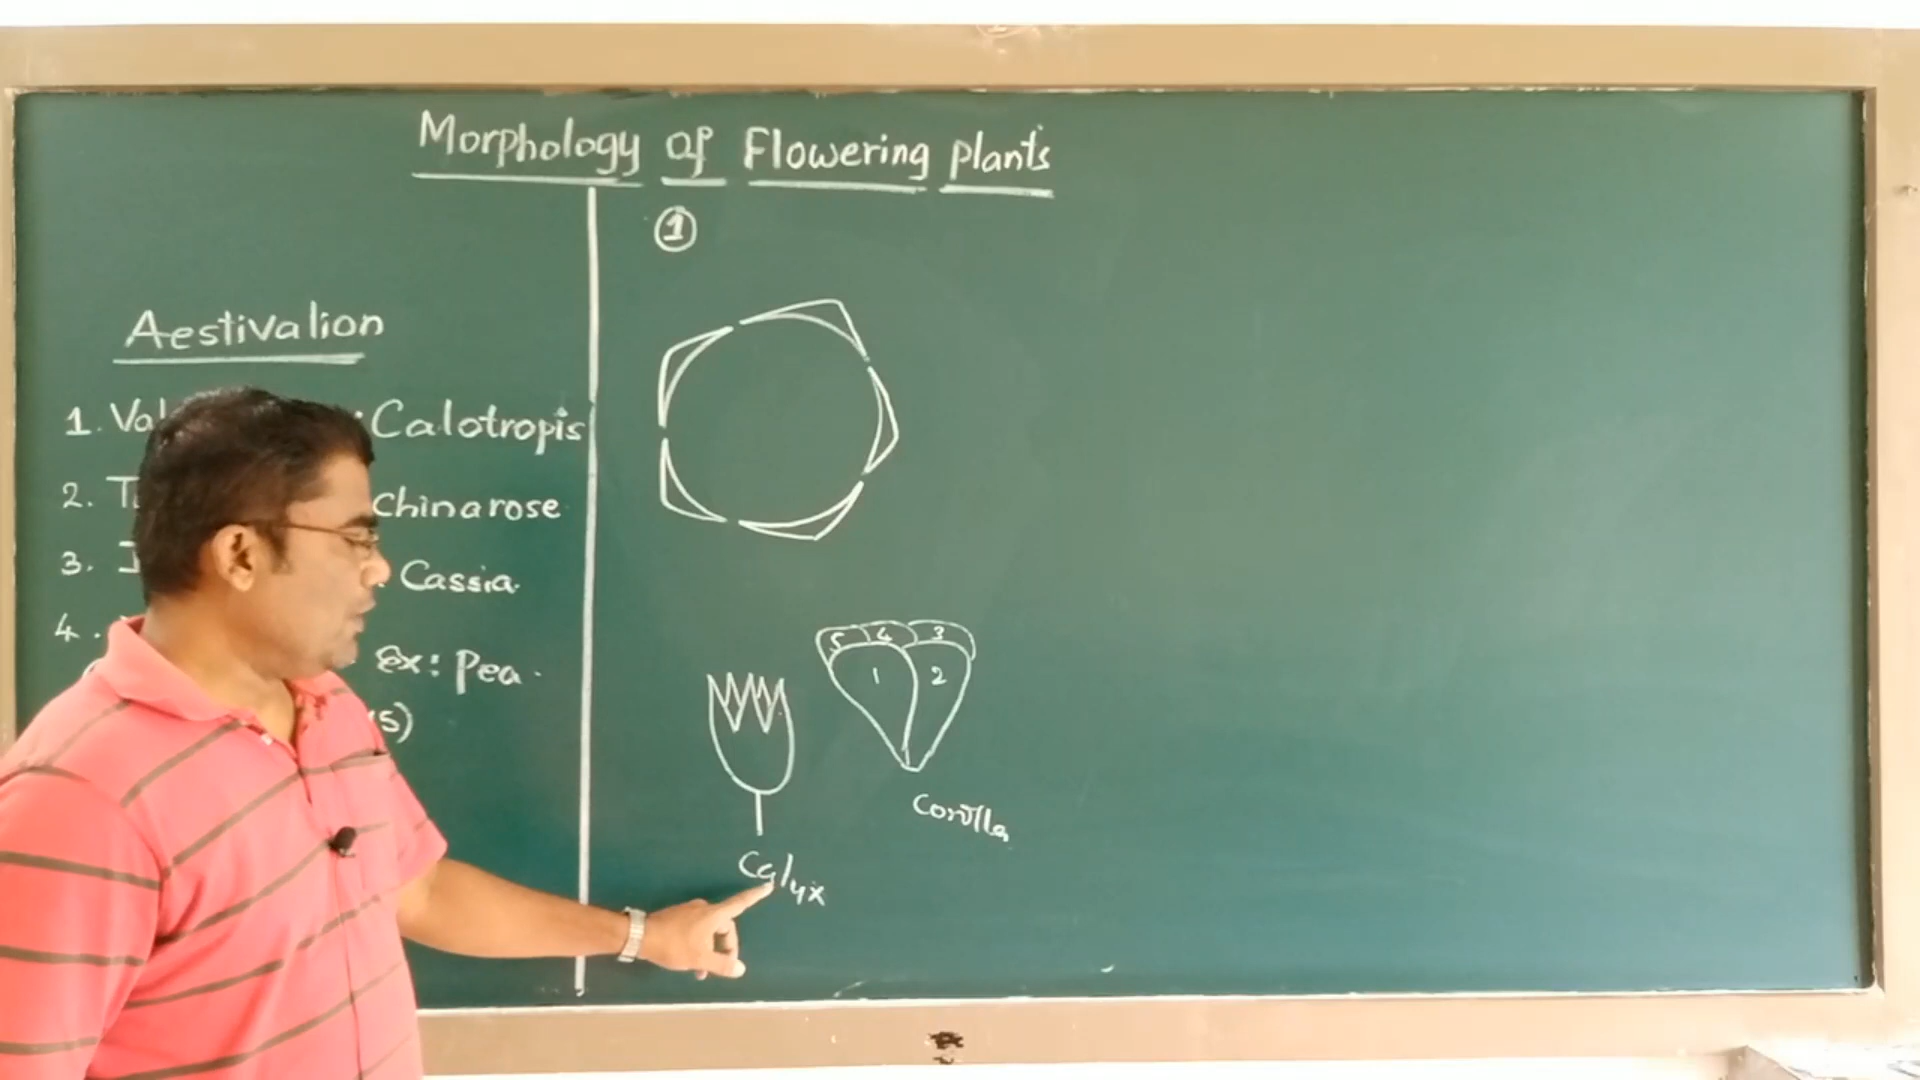 Morphology of Flowering plants
1
Aestivation
1. Calotropis
2. Chinarose
3. Cassia.
4. Ex: Pea.
5 4 3
1 2
Corolla
Calyx